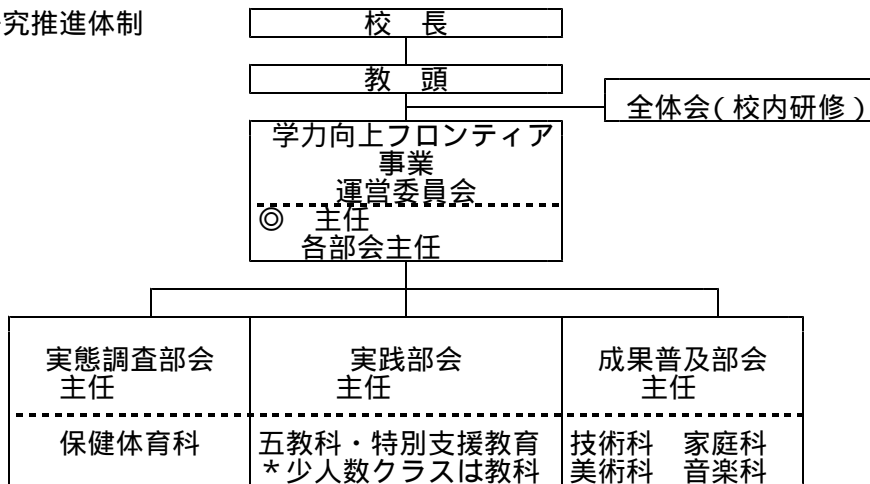 究推進体制
校 長
教 頭
全体会(校内研修)
学力向上フロンティア
事業
運営委員会
◎ 主任
各部会主任
実態調査部会
主任
実践部会
主任
成果普及部会
主任
保健体育科
五教科・特別支援教育
*少人数クラスは教科
技術科 家庭科
美術科 音楽科